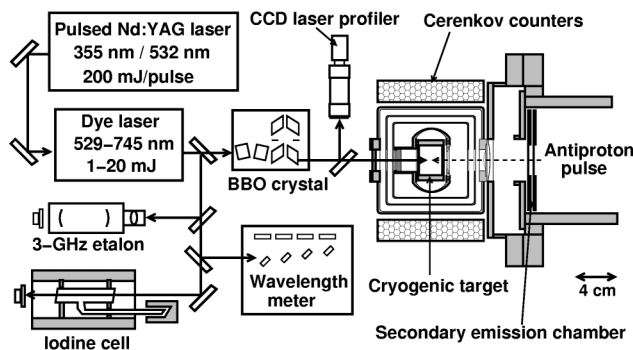 CCD laser profiler
Cerenkov counters
Pulsed Nd:YAG laser
355 nm / 532 nm
200 mJ/pulse
Dye laser
529–745 nm
1–20 mJ
BBO crystal
Antiproton
pulse
3–GHz etalon
Wavelength
meter
Cryogenic target
4 cm
Iodine cell
Secondary emission chamber